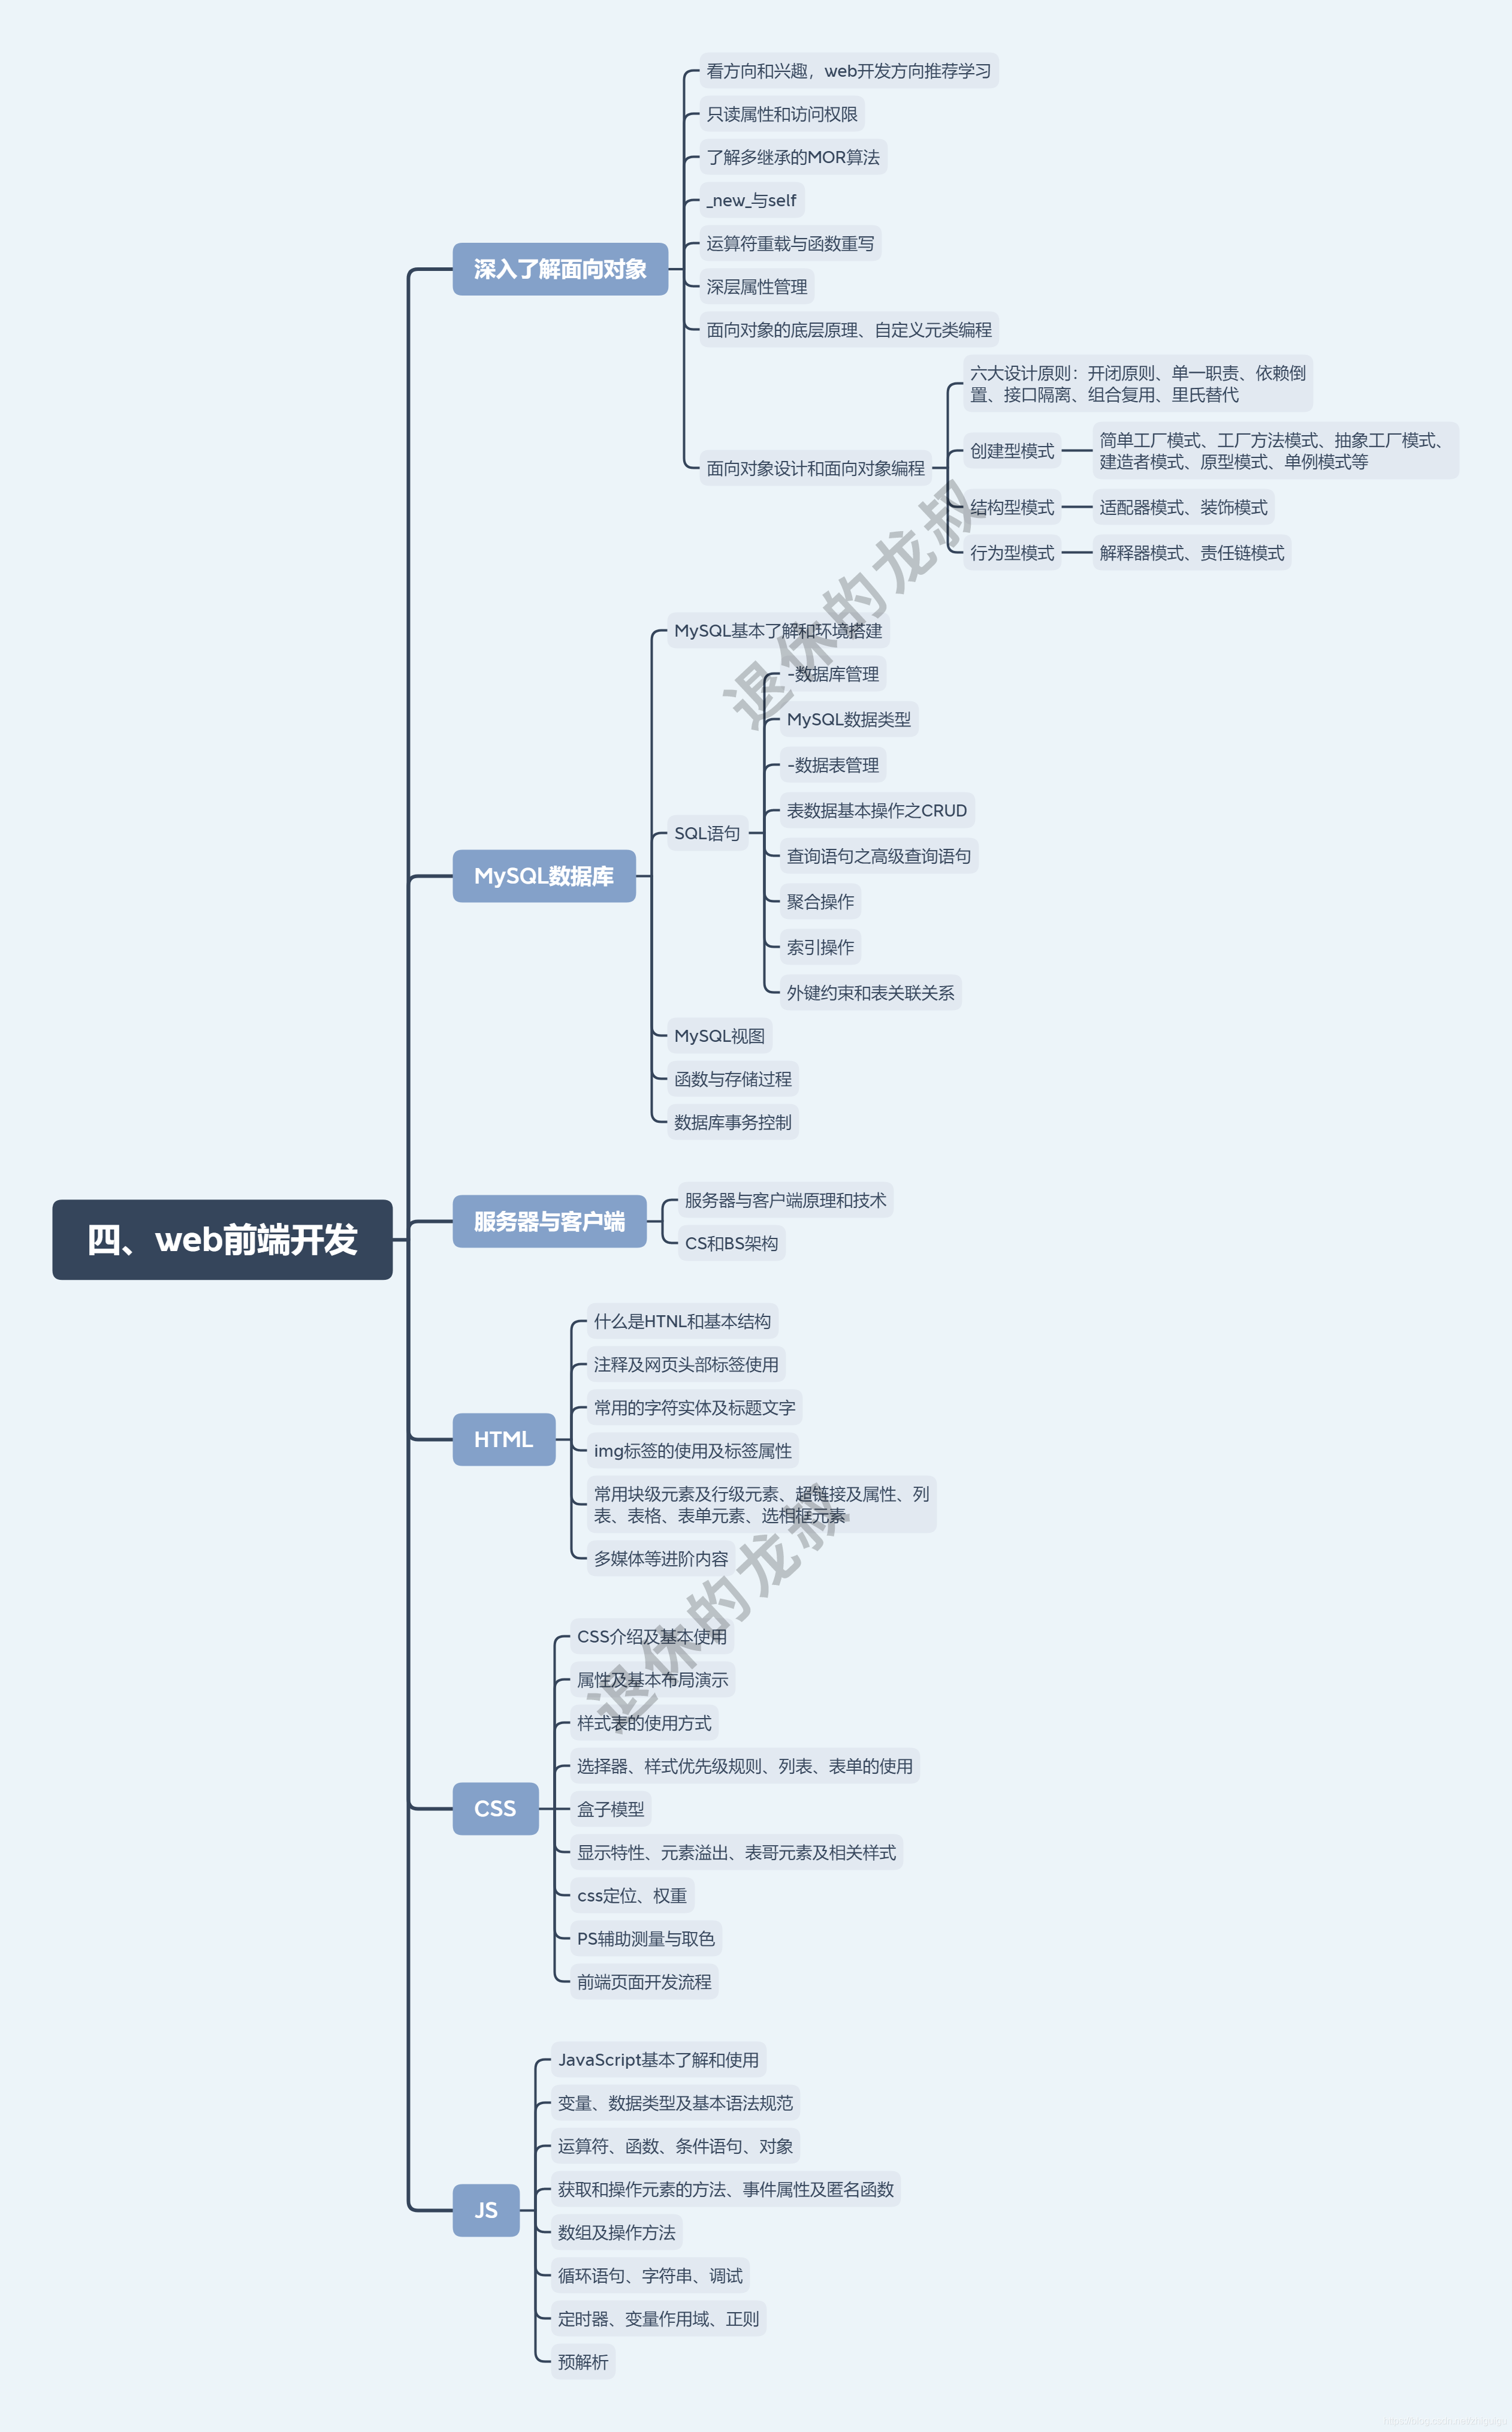 看方向和兴趣，web开发方向推荐学习
只读属性和访问权限
了解多继承的MOR算法
_new_与self
运算符重载与函数重写
深入了解面向对象
深层属性管理
面向对象的底层原理、自定义元类编程
六大设计原则：开闭原则、单一职责、依赖倒
置、接口隔离、组合复用、里氏替代
面向对象设计和面向对象编程
创建型模式
简单工厂模式、工厂方法模式、抽象工厂模式、
建造者模式、原型模式、单例模式等
结构型模式
适配器模式、装饰模式
行为型模式
解释器模式、责任链模式
退休的龙叔
MySQL基本了解和环境搭建
-数据库管理
MySQL数据类型
-数据表管理
SQL语句
表数据基本操作之CRUD
查询语句之高级查询语句
MySQL数据库
聚合操作
索引操作
外键约束和表关联关系
MySQL视图
函数与存储过程
数据库事务控制
四、web前端开发
服务器与客户端
服务器与客户端原理和技术
CS和BS架构
什么是HTNL和基本结构
注释及网页头部标签使用
常用的字符实体及标题文字
HTML
img标签的使用及标签属性
常用块级元素及行级元素、超链接及属性、列
表、表格、表单元素、选相框元素
多媒体等进阶内容
退休的龙叔
CSS介绍及基本使用
属性及基本布局演示
样式表的使用方式
选择器、样式优先级规则、列表、表单的使用
CSS
盒子模型
显示特性、元素溢出、表哥元素及相关样式
css定位、权重
PS辅助测量与取色
前端页面开发流程
JavaScript基本了解和使用
变量、数据类型及基本语法规范
运算符、函数、条件语句、对象
获取和操作元素的方法、事件属性及匿名函数
JS
数组及操作方法
循环语句、字符串、调试
定时器、变量作用域、正则
预解析